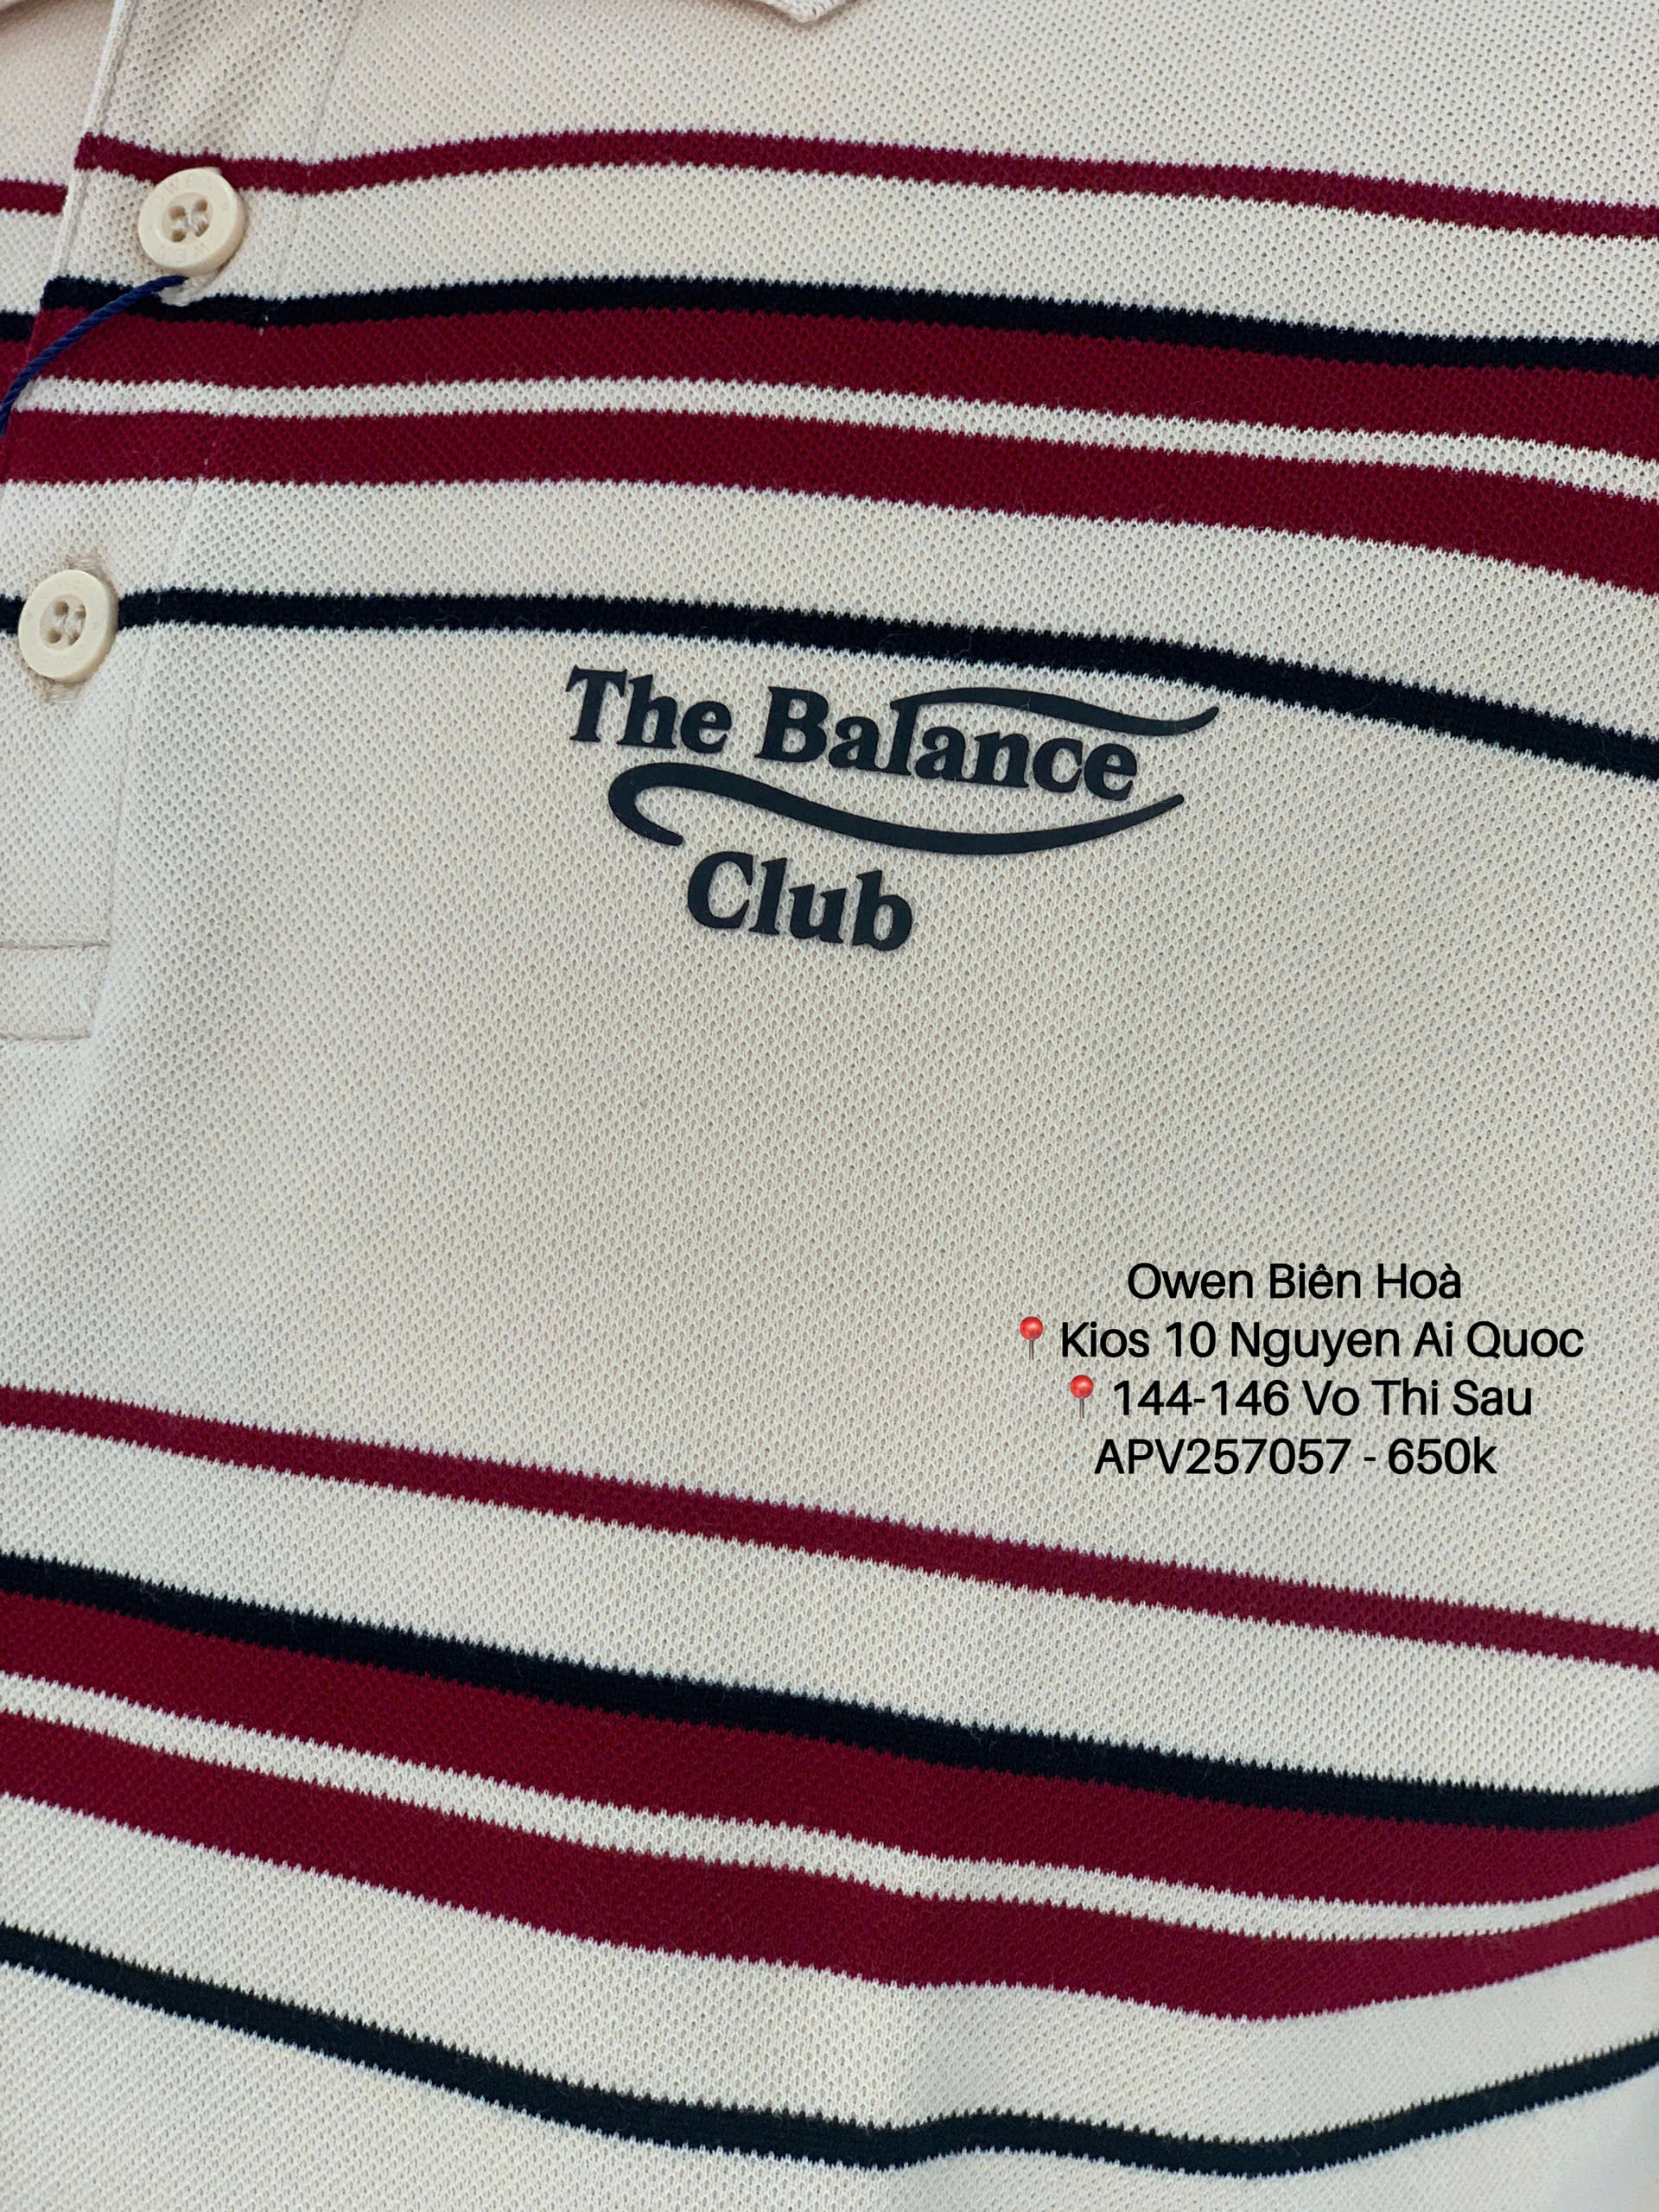 The Balance
Club
Owen Biên Hoà
📍Kios 10 Nguyen Ai Quoc
📍144-146 Vo Thi Sau
APV257057 - 650k